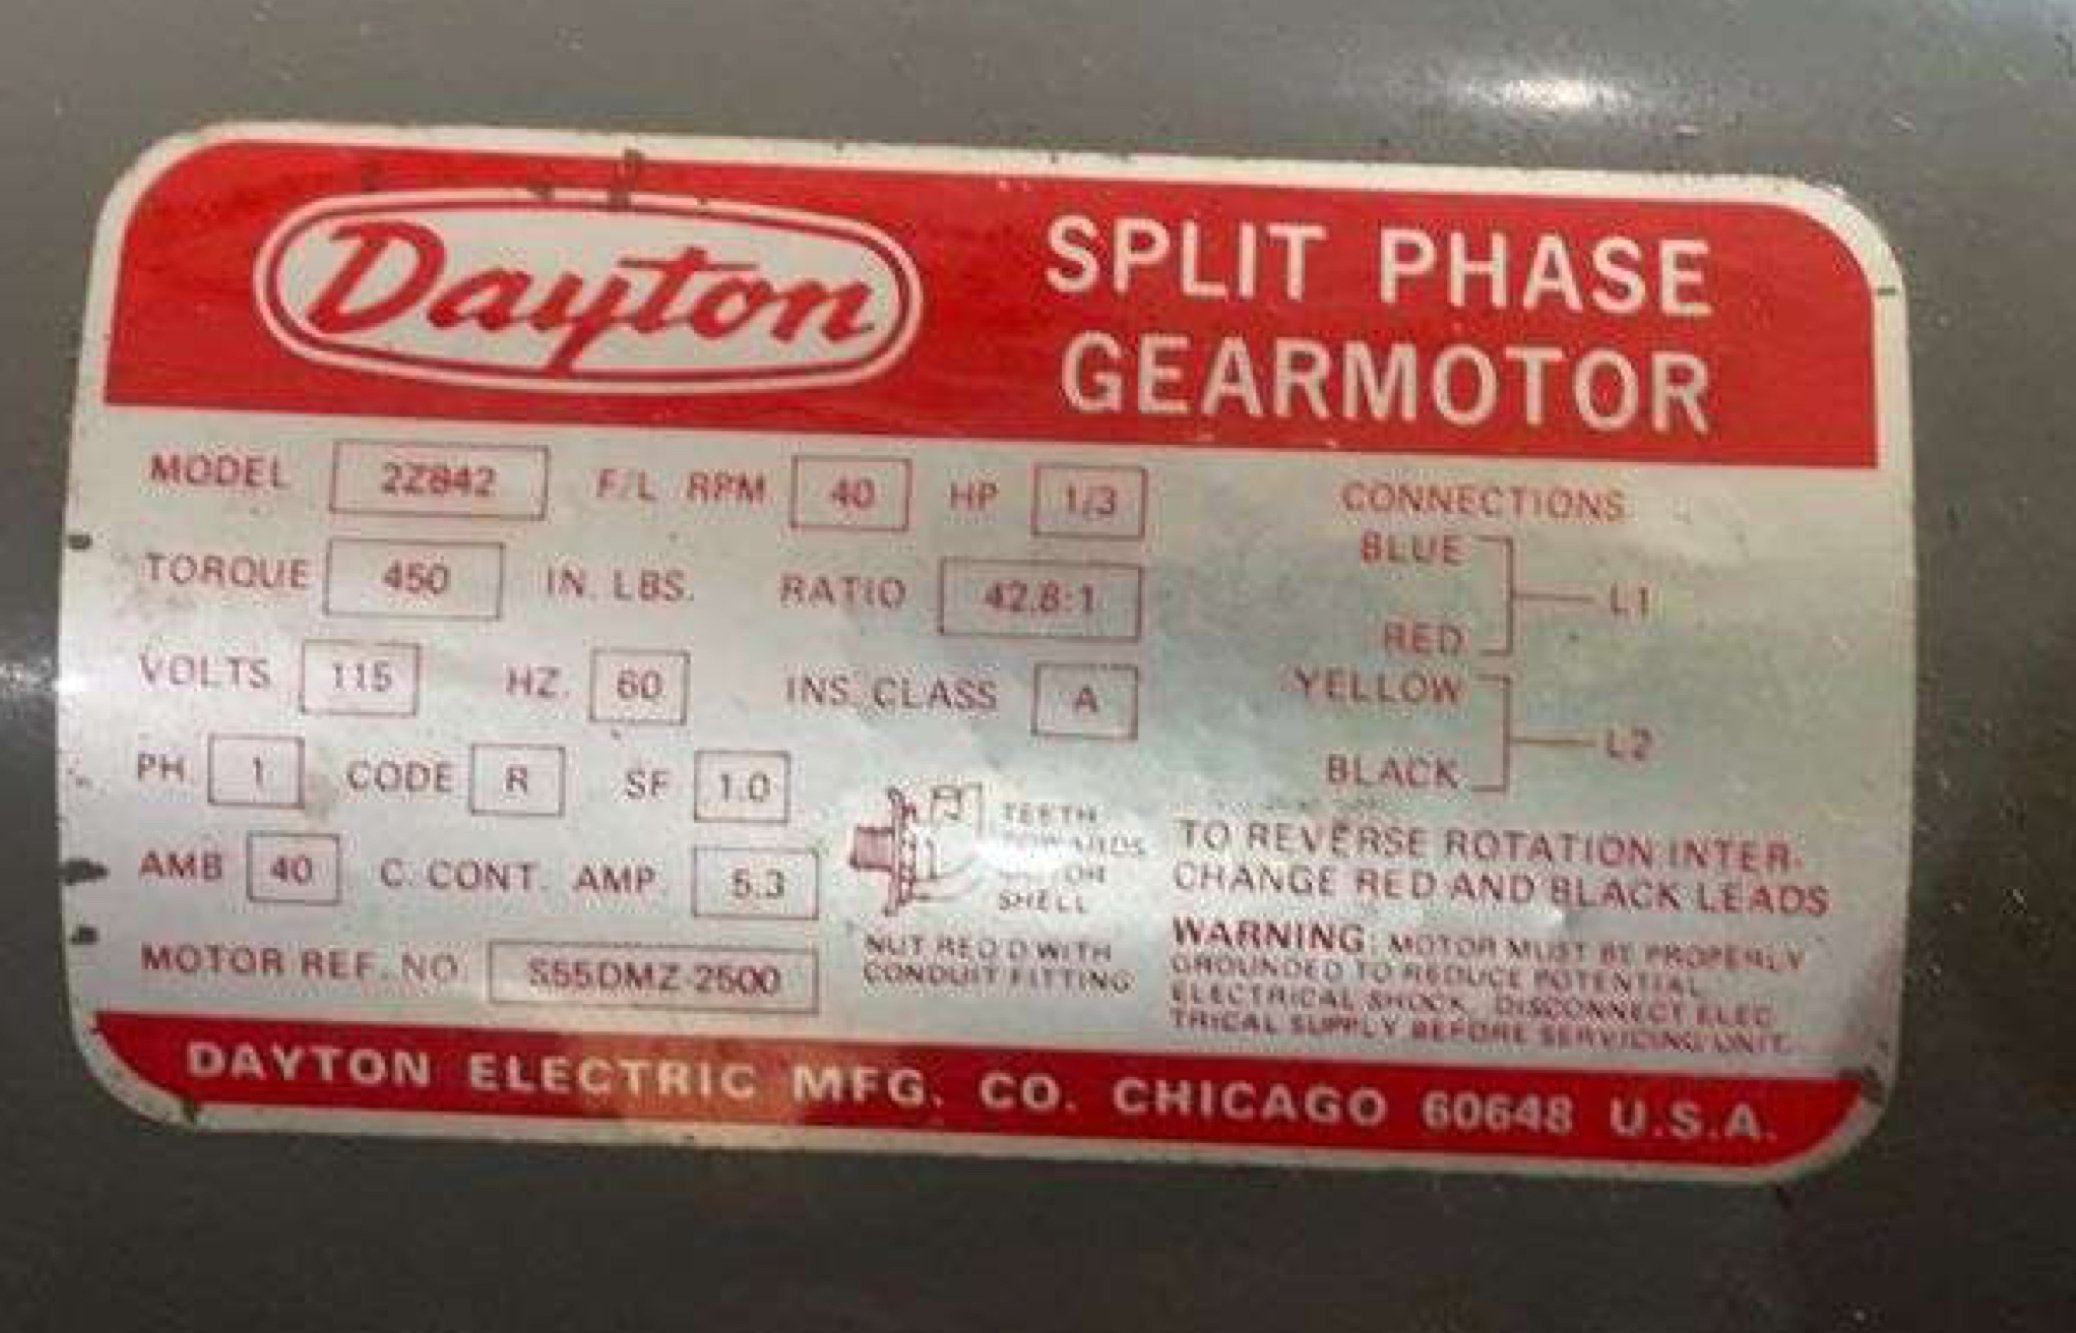 Dayton
SPLIT PHASE
GEARMOTOR
MODEL 2Z842 F/L RPM 40 HP 1/3
TORQUE 450 IN. LBS. RATIO 42.8:1
VOLTS 115 HZ. 60 INS. CLASS A
PH 1 CODE R SF 1.0
AMB 40 C. CONT. AMP 5.3
MOTOR REF. NO. S55DMZ-2500
TEETH
TOWARDS
MOTOR
SHELL
NUT REQ'D WITH
CONDUIT FITTING
CONNECTIONS
BLUE
L1
RED
YELLOW
L2
BLACK
TO REVERSE ROTATION INTER-
CHANGE RED AND BLACK LEADS
WARNING: MOTOR MUST BE PROPERLY
GROUNDED TO REDUCE POTENTIAL
ELECTRICAL SHOCK. DISCONNECT ELEC-
TRICAL SUPPLY BEFORE SERVICING UNIT.
DAYTON ELECTRIC MFG. CO. CHICAGO 60648 U.S.A.